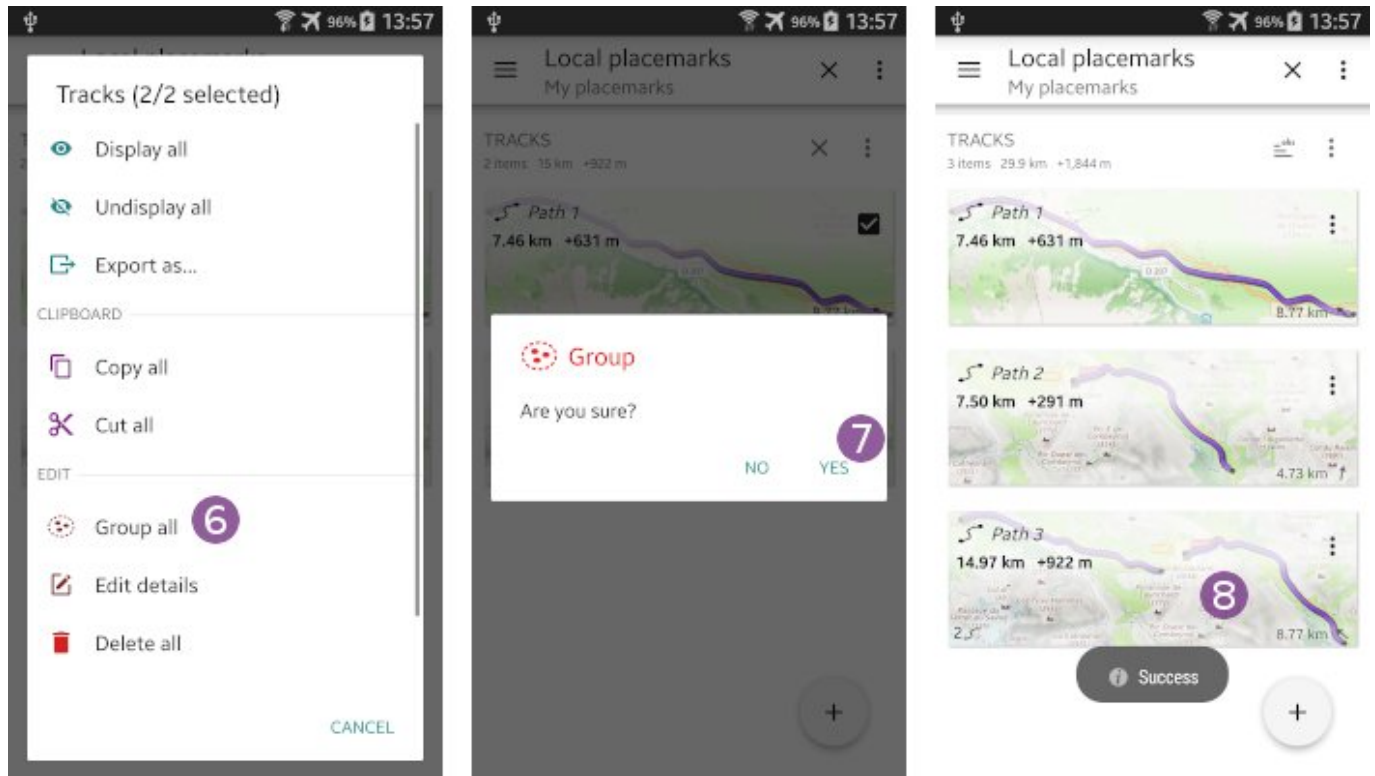 96% 13:57
Tracks (2/2 selected)
Display all
Undisplay all
Export as...
CLIPBOARD
Copy all
Cut all
EDIT
Group all 6
Edit details
Delete all
CANCEL
96% 13:57
Local placemarks
My placemarks
TRACKS
2 items 15 km +922 m
Path 1
7.46 km +631 m
D 207
8.77 km
Group
Are you sure?
7
NO YES
+
96% 13:57
Local placemarks
My placemarks
TRACKS
3 items 29.9 km +1,844 m
Path 1
7.46 km +631 m
D 207
8.77 km
Path 2
7.50 km +291 m
4.73 km
Path 3
14.97 km +922 m
8
2
8.77 km
Success
+